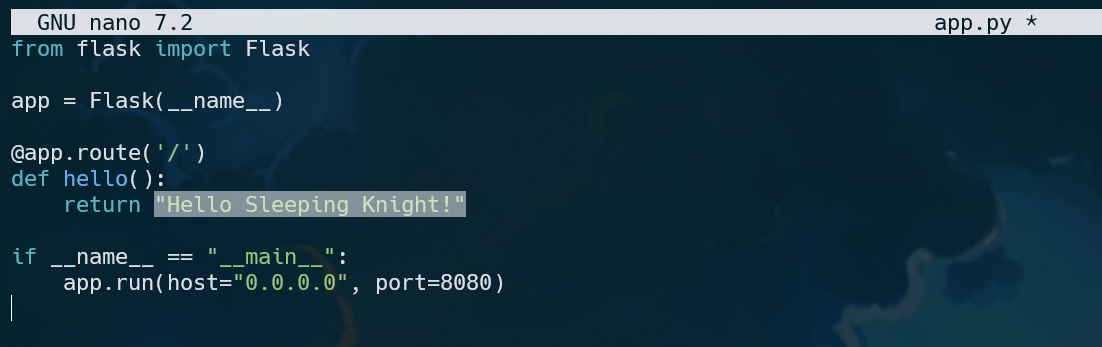 GNU nano 7.2 app.py *
from flask import Flask
app = Flask(__name__)
@app.route('/')
def hello():
    return "Hello Sleeping Knight!"
if __name__ == "__main__":
    app.run(host="0.0.0.0", port=8080)